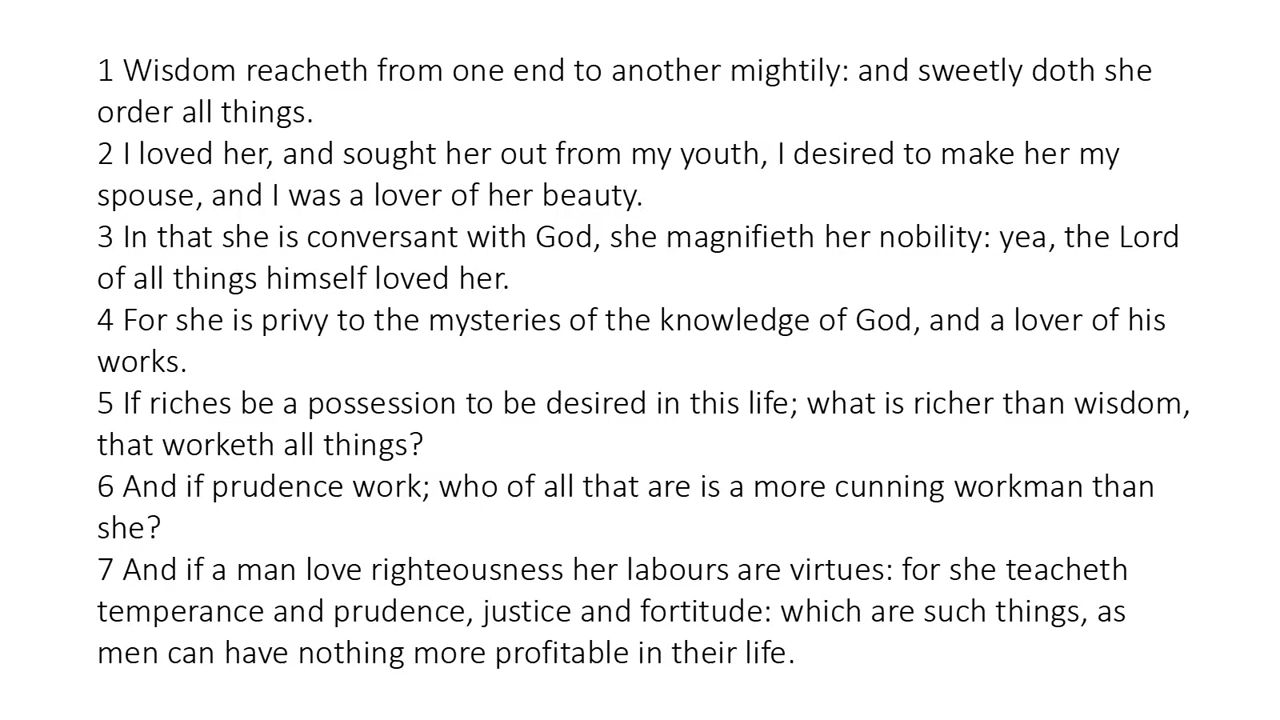 1 Wisdom reacheth from one end to another mightily: and sweetly doth she
order all things.
2 I loved her, and sought her out from my youth, I desired to make her my
spouse, and I was a lover of her beauty.
3 In that she is conversant with God, she magnifieth her nobility: yea, the Lord
of all things himself loved her.
4 For she is privy to the mysteries of the knowledge of God, and a lover of his
works.
5 If riches be a possession to be desired in this life; what is richer than wisdom,
that worketh all things?
6 And if prudence work; who of all that are is a more cunning workman than
she?
7 And if a man love righteousness her labours are virtues: for she teacheth
temperance and prudence, justice and fortitude: which are such things, as
men can have nothing more profitable in their life.